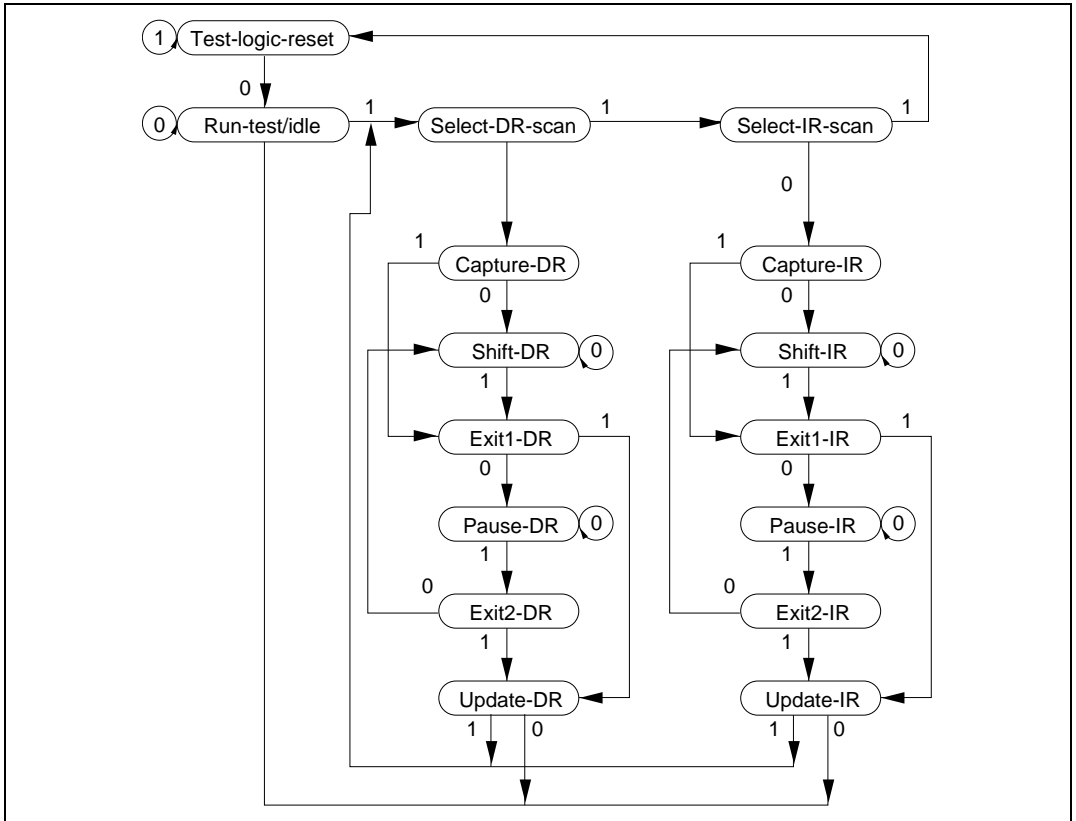 1 Test-logic-reset
0
0 Run-test/idle 1 Select-DR-scan 1 Select-IR-scan 1
0
1 Capture-DR 1 Capture-IR
0 0
Shift-DR 0 Shift-IR 0
1 1
Exit1-DR 1 Exit1-IR 1
0 0
Pause-DR 0 Pause-IR 0
1 1
0 Exit2-DR 0 Exit2-IR
1 1
Update-DR Update-IR
1 0 1 0